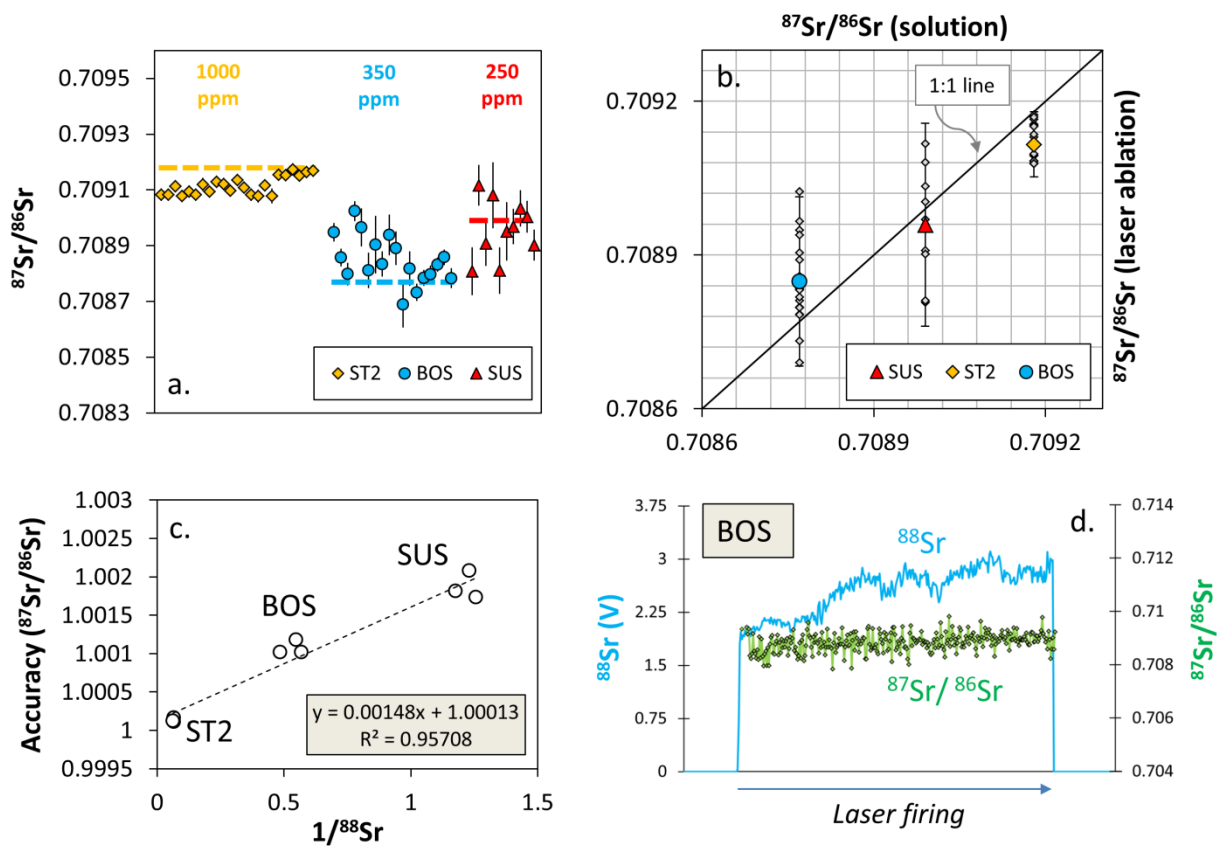 a.
⁸⁷Sr/⁸⁶Sr
0.7095
0.7093
0.7091
0.7089
0.7087
0.7085
0.7083
1000
ppm
350
ppm
250
ppm
ST2 BOS SUS
⁸⁷Sr/⁸⁶Sr (solution)
b.
1:1 line
0.7092
0.7089
0.7086
SUS ST2 BOS
0.7086 0.7089 0.7092
⁸⁷Sr/⁸⁶Sr (laser ablation)
c.
Accuracy (⁸⁷Sr/⁸⁶Sr)
1.003
1.0025
1.002
1.0015
1.001
1.0005
1
0.9995
SUS
BOS
ST2
y = 0.00148x + 1.00013
R² = 0.95708
0 0.5 1 1.5
1/⁸⁸Sr
d.
BOS
⁸⁸Sr (V)
3.75
3
2.25
1.5
0.75
0
⁸⁸Sr
⁸⁷Sr/ ⁸⁶Sr
0.714
0.712
0.71
0.708
0.706
0.704
⁸⁷Sr/⁸⁶Sr
Laser firing